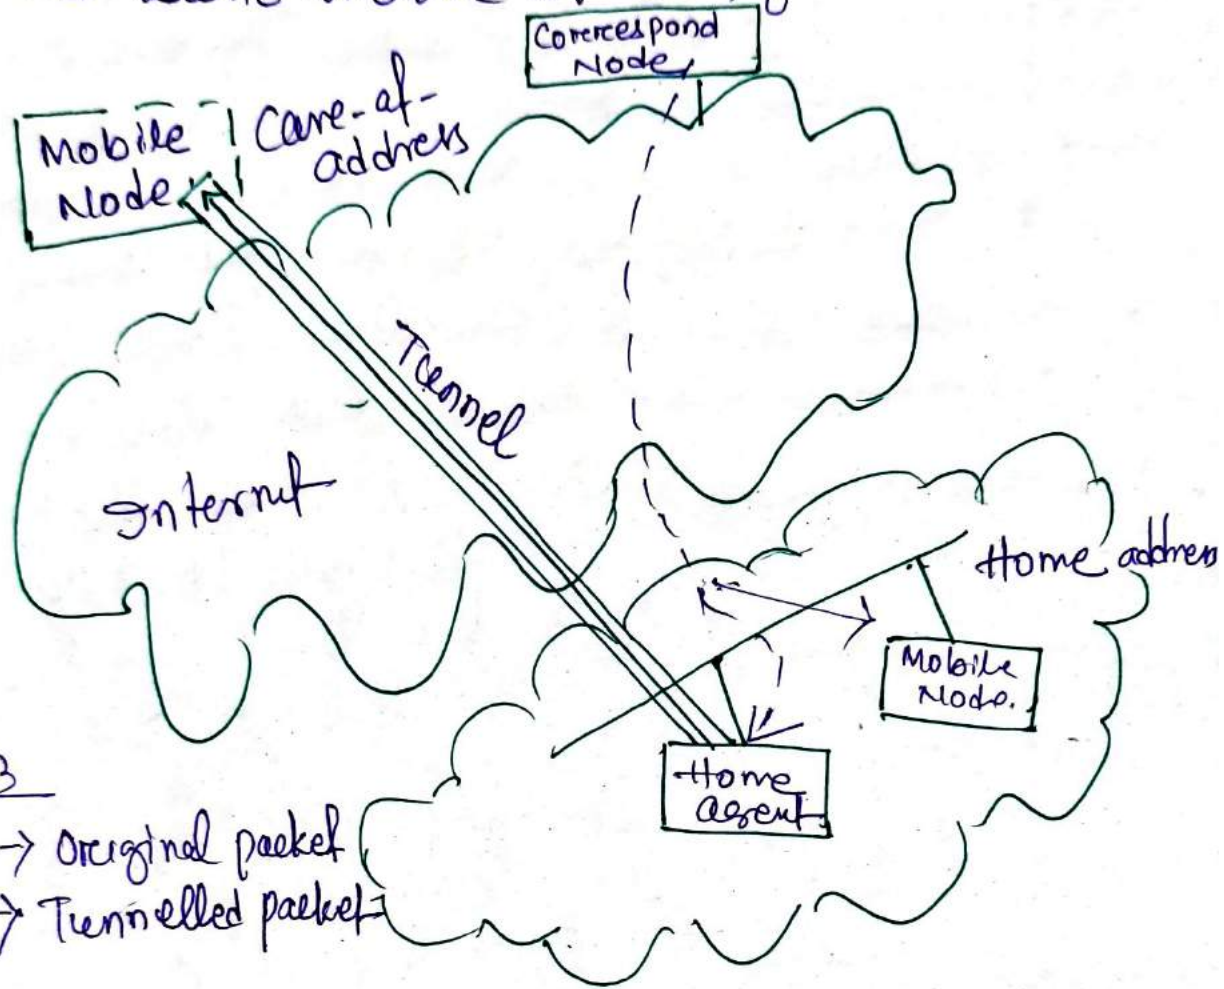 Correspond
Node
Mobile
Node
Care-of-
address
Tunnel
Internet
Home address
Mobile
Node.
Home
agent
→ Original packet
→ Tunnelled packet